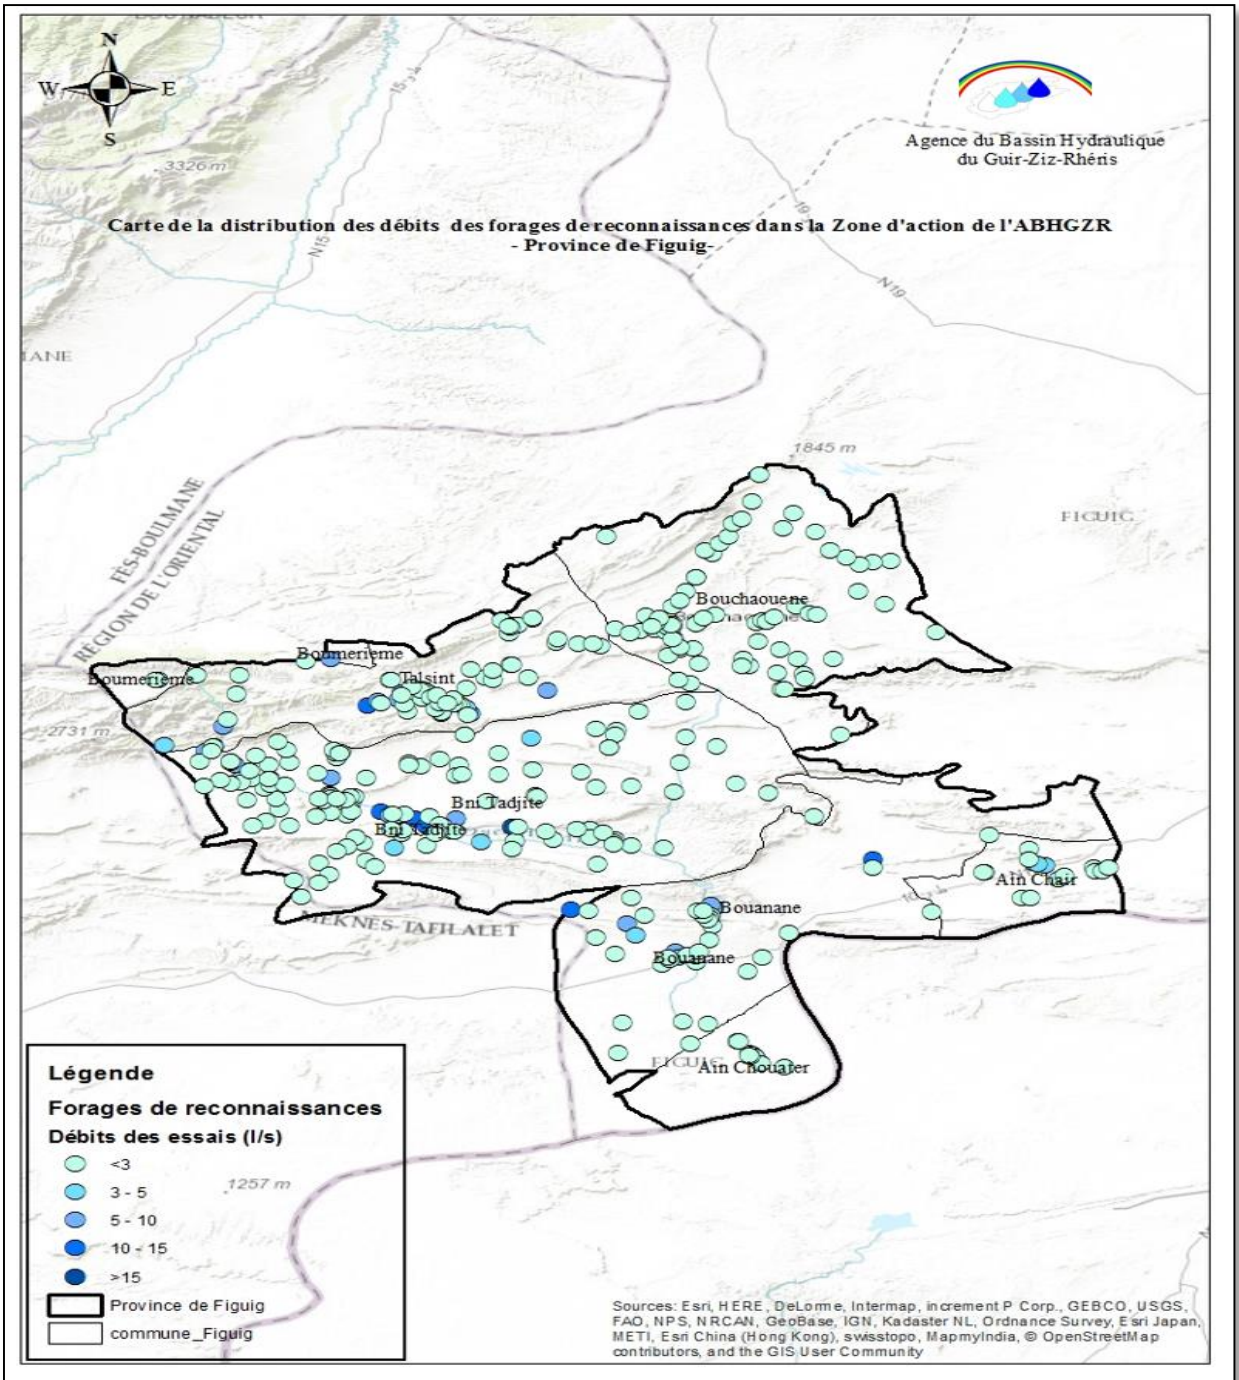 N
W
E
S
3326 m
N15
15
19
N19
Agence du Bassin Hydraulique
du Guir-Ziz-Rhéris
Carte de la distribution des débits des forages de reconnaissances dans la Zone d'action de l'ABHGZR
- Province de Figuig-
IANE
1845 m
FIGUIG
FÈS-BOULMANE
RÉGION DE L'ORIENTAL
Bouchaouene
Boumerieme
Boumerieme
Talsint
2731 m
Bni Tadjite
Bni Tadjite
Ain Chair
MEKNES-TAFILALET
Bouanane
Bouanane
FIGUIG
Ain Chouater
Légende
Forages de reconnaissances
Débits des essais (l/s)
<3
3 - 5
5 - 10
10 - 15
>15
Province de Figuig
commune_Figuig
1257 m
Sources: Esri, HERE, DeLorme, Intermap, increment P Corp., GEBCO, USGS,
FAO, NPS, NRCAN, GeoBase, IGN, Kadaster NL, Ordnance Survey, Esri Japan,
METI, Esri China (Hong Kong), swisstopo, MapmyIndia, © OpenStreetMap
contributors, and the GIS User Community